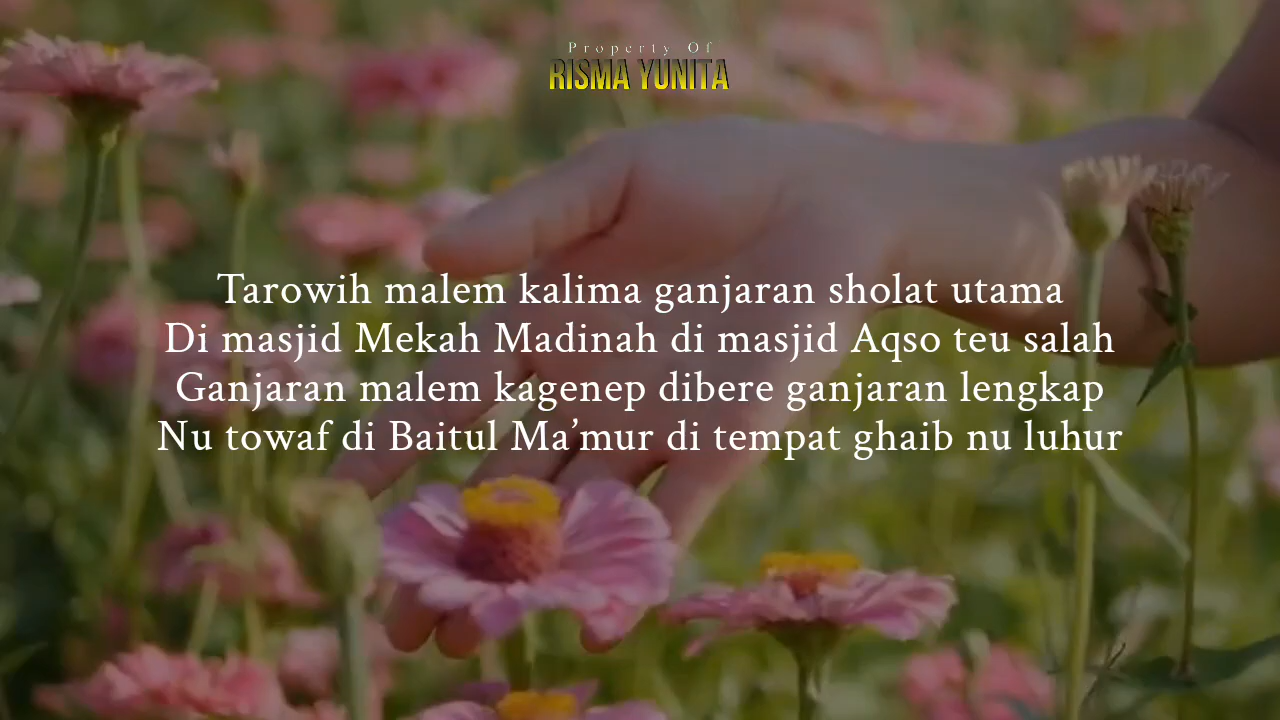 Property Of
RISMA YUNITA
Tarowih malem kalima ganjaran sholat utama
Di masjid Mekah Madinah di masjid Aqso teu salah
Ganjaran malem kagenep dibere ganjaran lengkap
Nu towaf di Baitul Ma’mur di tempat ghaib nu luhur